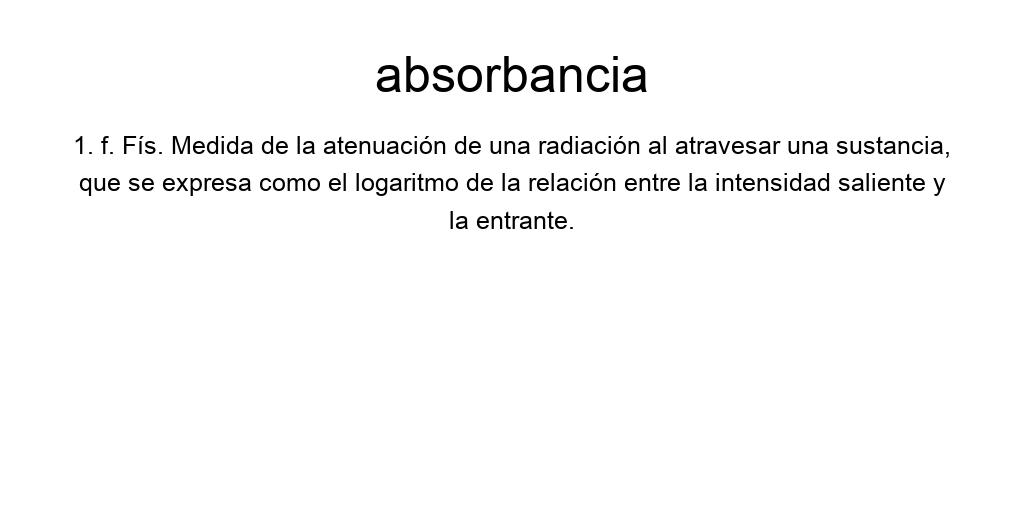 absorbancia
1. f. Fís. Medida de la atenuación de una radiación al atravesar una sustancia,
que se expresa como el logaritmo de la relación entre la intensidad saliente y
la entrante.